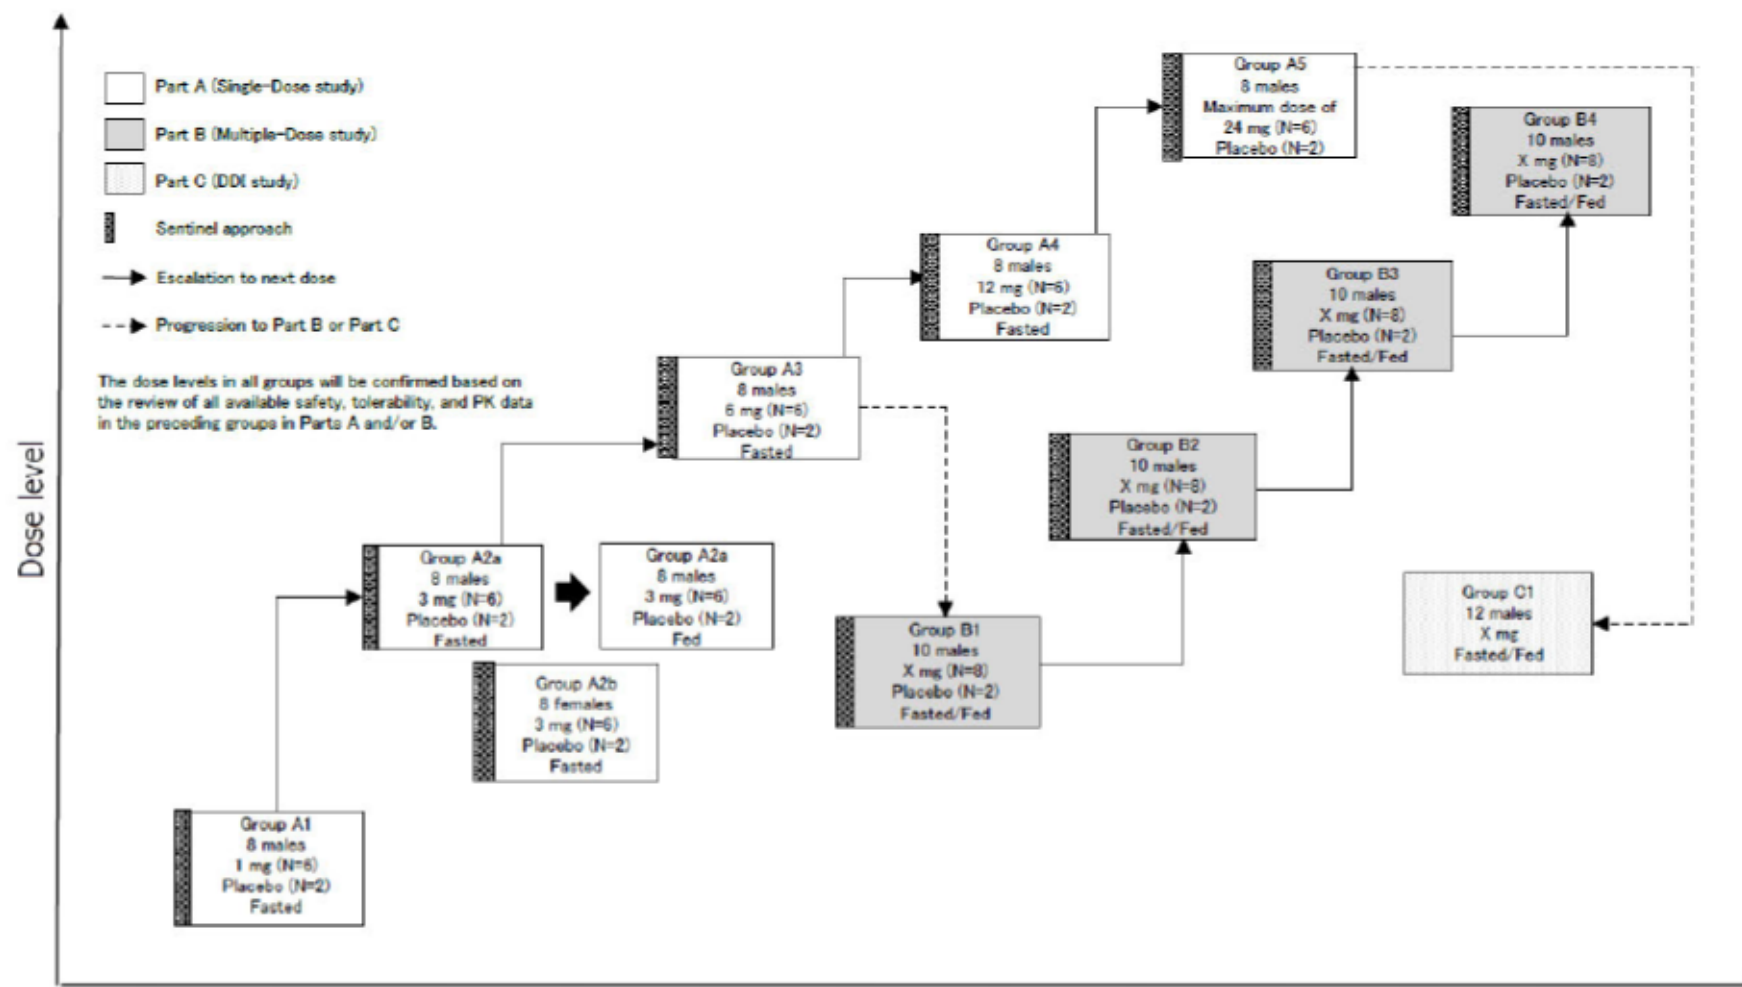 Part A (Single-Dose study)
Part B (Multiple-Dose study)
Part C (DDI study)
Sentinel approach
Escalation to next dose
Progression to Part B or Part C
The dose levels in all groups will be confirmed based on
the review of all available safety, tolerability, and PK data
in the preceding groups in Parts A and/or B.
Dose level
Group A1
8 males
1 mg (N=6)
Placebo (N=2)
Fasted
Group A2a
8 males
3 mg (N=6)
Placebo (N=2)
Fasted
Group A2a
8 males
3 mg (N=6)
Placebo (N=2)
Fed
Group A2b
8 females
3 mg (N=6)
Placebo (N=2)
Fasted
Group A3
8 males
6 mg (N=6)
Placebo (N=2)
Fasted
Group A4
8 males
12 mg (N=6)
Placebo (N=2)
Fasted
Group A5
8 males
Maximum dose of
24 mg (N=6)
Placebo (N=2)
Group B1
10 males
X mg (N=8)
Placebo (N=2)
Fasted/Fed
Group B2
10 males
X mg (N=8)
Placebo (N=2)
Fasted/Fed
Group B3
10 males
X mg (N=8)
Placebo (N=2)
Fasted/Fed
Group B4
10 males
X mg (N=8)
Placebo (N=2)
Fasted/Fed
Group C1
12 males
X mg
Fasted/Fed